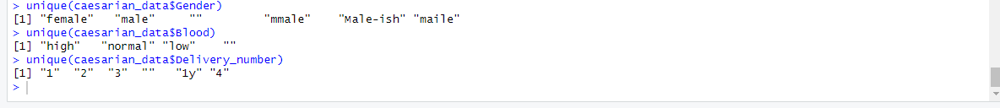 > unique(caesarian_data$Gender)
[1] "female"   "male"     ""         "mmale"    "Male-ish" "maile"
> unique(caesarian_data$Blood)
[1] "high"   "normal" "low"    ""
> unique(caesarian_data$Delivery_number)
[1] "1"  "2"  "3"  ""   "1y" "4"
>